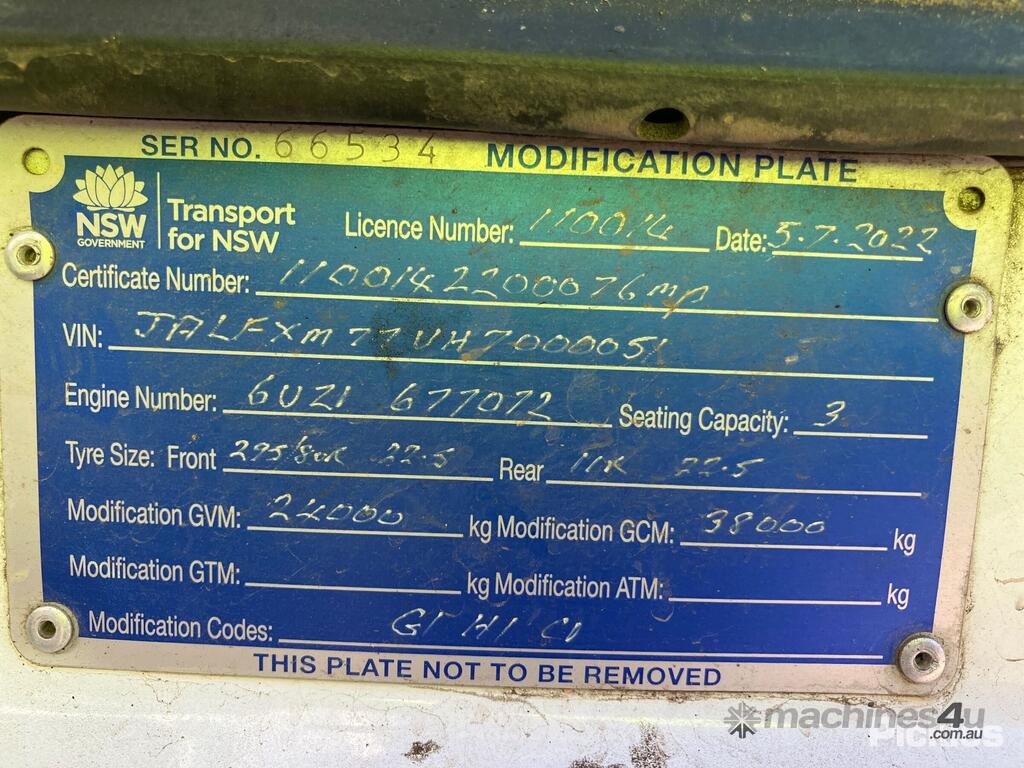 SER NO. 66534 MODIFICATION PLATE
NSW GOVERNMENT
Transport for NSW
Licence Number: 110014 Date: 5.7.2022
Certificate Number: 1100142200076mp
VIN: JALFXM77UH7000051
Engine Number: 6UZ1 677072 Seating Capacity: 3
Tyre Size: Front 295/80R 22.5 Rear 11R 22.5
Modification GVM: 24000 kg Modification GCM: 38000 kg
Modification GTM: kg Modification ATM: kg
Modification Codes: G1 H1 C1
THIS PLATE NOT TO BE REMOVED
machines4u
.com.au
Pickles